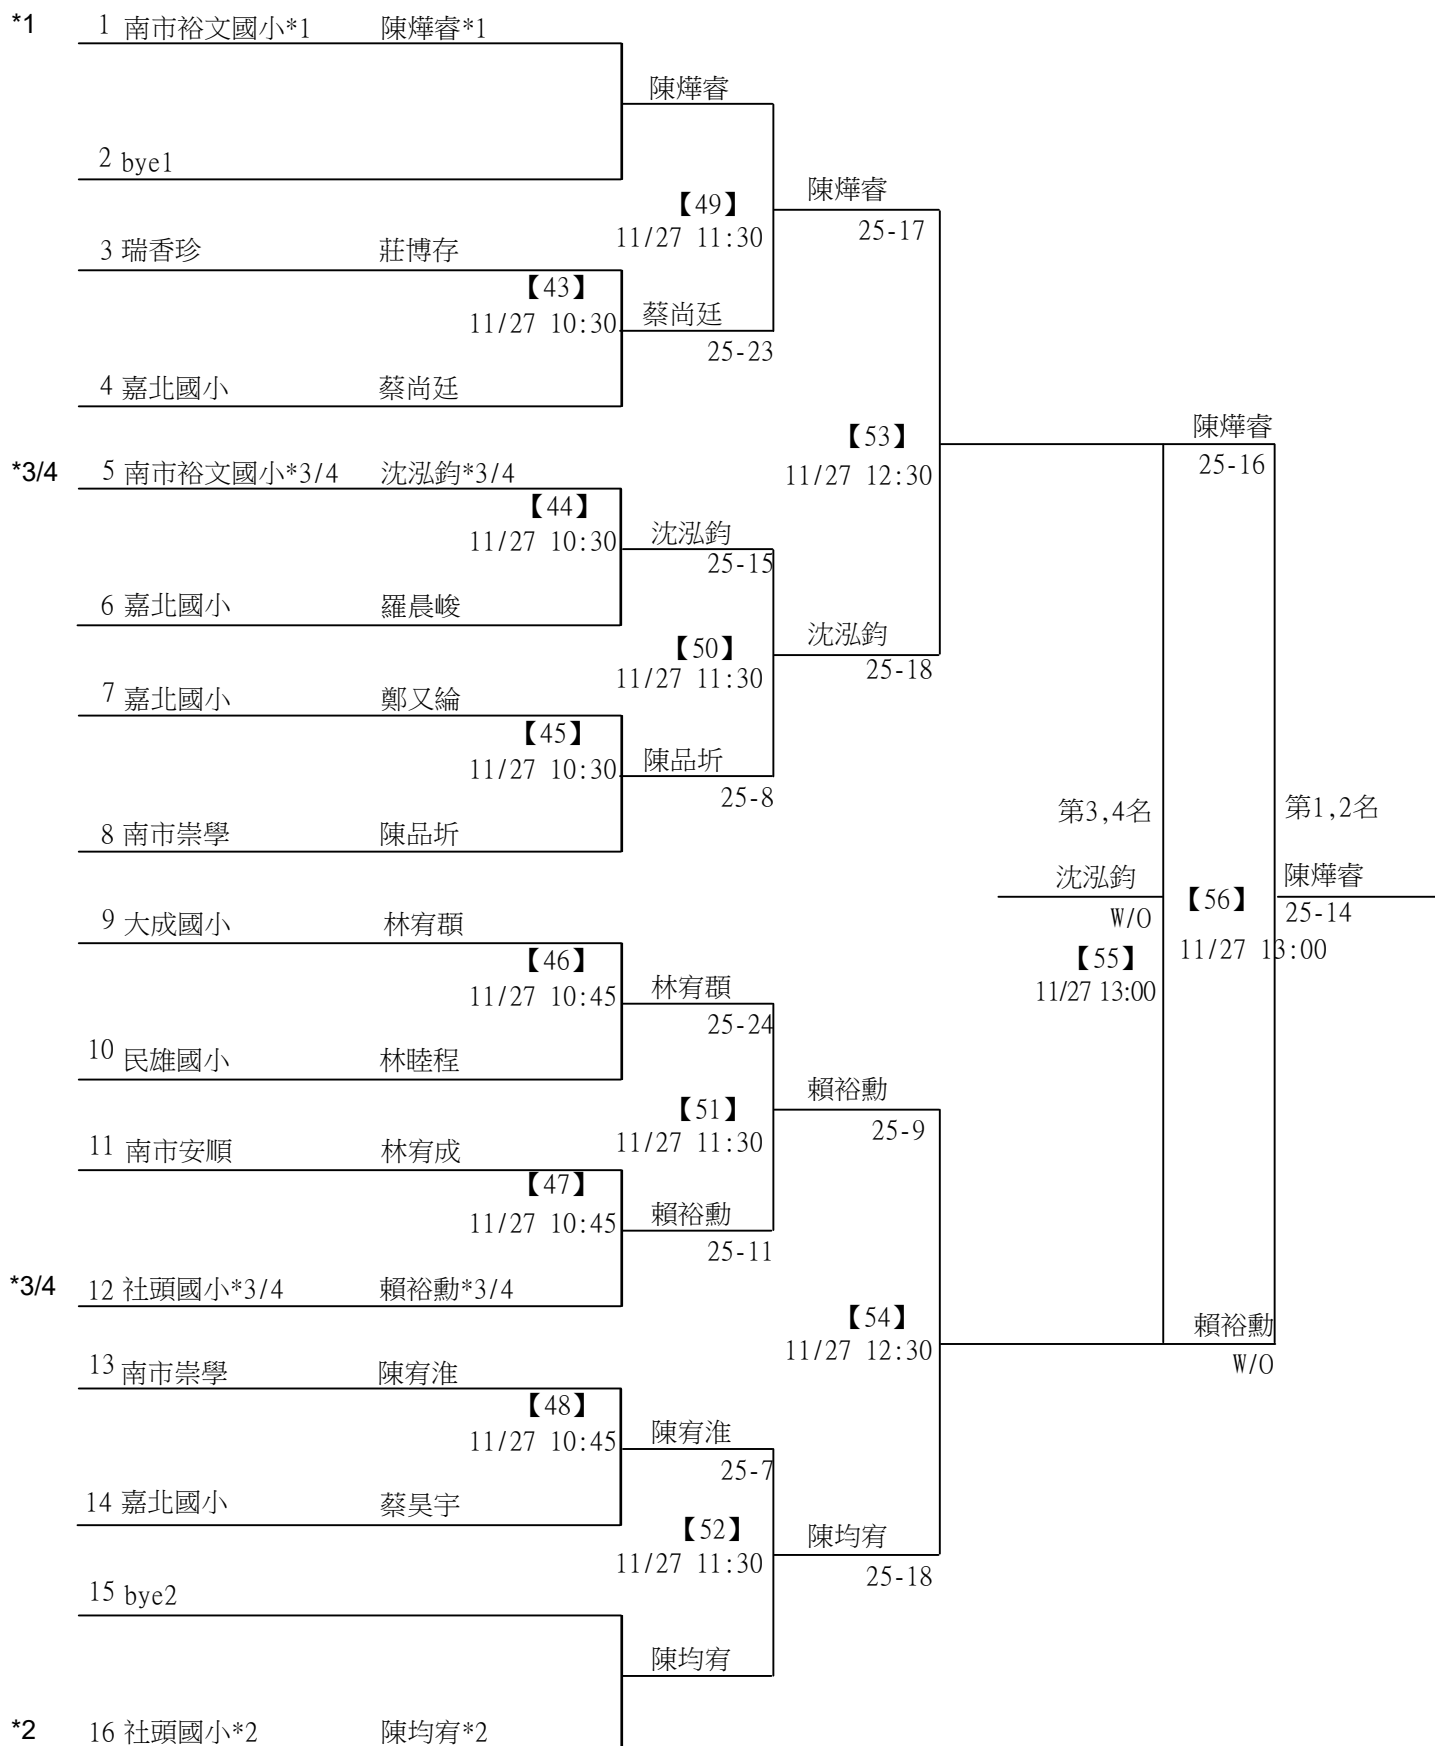 *1 1 南市裕文國小*1 陳燁睿*1
陳燁睿
2 bye1
【49】 陳燁睿
11/27 11:30 25-17
3 瑞香珍 莊博存
【43】
11/27 10:30 蔡尚廷
25-23
4 嘉北國小 蔡尚廷
【53】 陳燁睿
11/27 12:30 25-16
*3/4 5 南市裕文國小*3/4 沈泓鈞*3/4
【44】
11/27 10:30 沈泓鈞
25-15
6 嘉北國小 羅晨峻
【50】 沈泓鈞
11/27 11:30 25-18
7 嘉北國小 鄭又綸
【45】
11/27 10:30 陳品圻
25-8
8 南市崇學 陳品圻
第3,4名 第1,2名
沈泓鈞 【56】 陳燁睿
W/O 25-14
【55】 11/27 13:00
11/27 13:00
9 大成國小 林宥頵
【46】
11/27 10:45 林宥頵
25-24
10 民雄國小 林睦程
【51】 賴裕勳
11/27 11:30 25-9
11 南市安順 林宥成
【47】
11/27 10:45 賴裕勳
25-11
*3/4 12 社頭國小*3/4 賴裕勳*3/4
【54】 賴裕勳
11/27 12:30 W/O
13 南市崇學 陳宥淮
【48】
11/27 10:45 陳宥淮
25-7
14 嘉北國小 蔡昊宇
【52】 陳均宥
11/27 11:30 25-18
15 bye2
陳均宥
*2 16 社頭國小*2 陳均宥*2